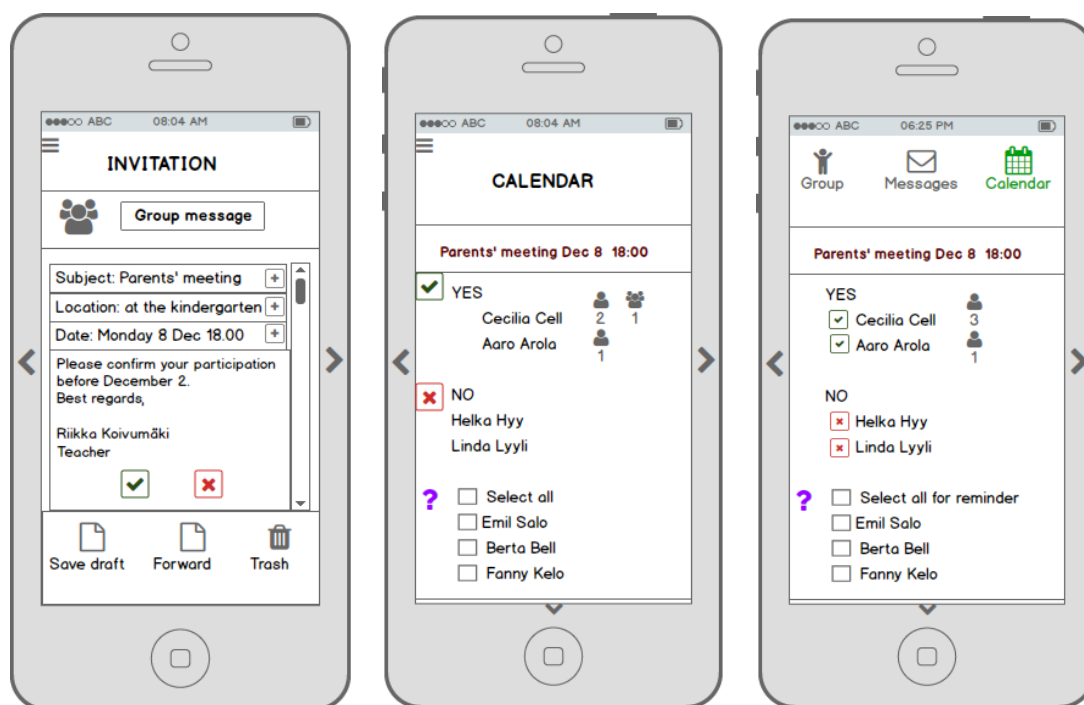 ABC 08:04 AM
INVITATION
Group message
Subject: Parents' meeting +
Location: at the kindergarten +
Date: Monday 8 Dec 18.00 +
Please confirm your participation
before December 2.
Best regards,
Riikka Koivumäki
Teacher
Save draft Forward Trash
ABC 08:04 AM
CALENDAR
Parents' meeting Dec 8 18:00
YES
Cecilia Cell 2 1
Aaro Arola 1
NO
Helka Hyy
Linda Lyyli
? Select all
Emil Salo
Berta Bell
Fanny Kelo
ABC 06:25 PM
Group Messages Calendar
Parents' meeting Dec 8 18:00
YES
Cecilia Cell 3
Aaro Arola 1
NO
Helka Hyy
Linda Lyyli
? Select all for reminder
Emil Salo
Berta Bell
Fanny Kelo